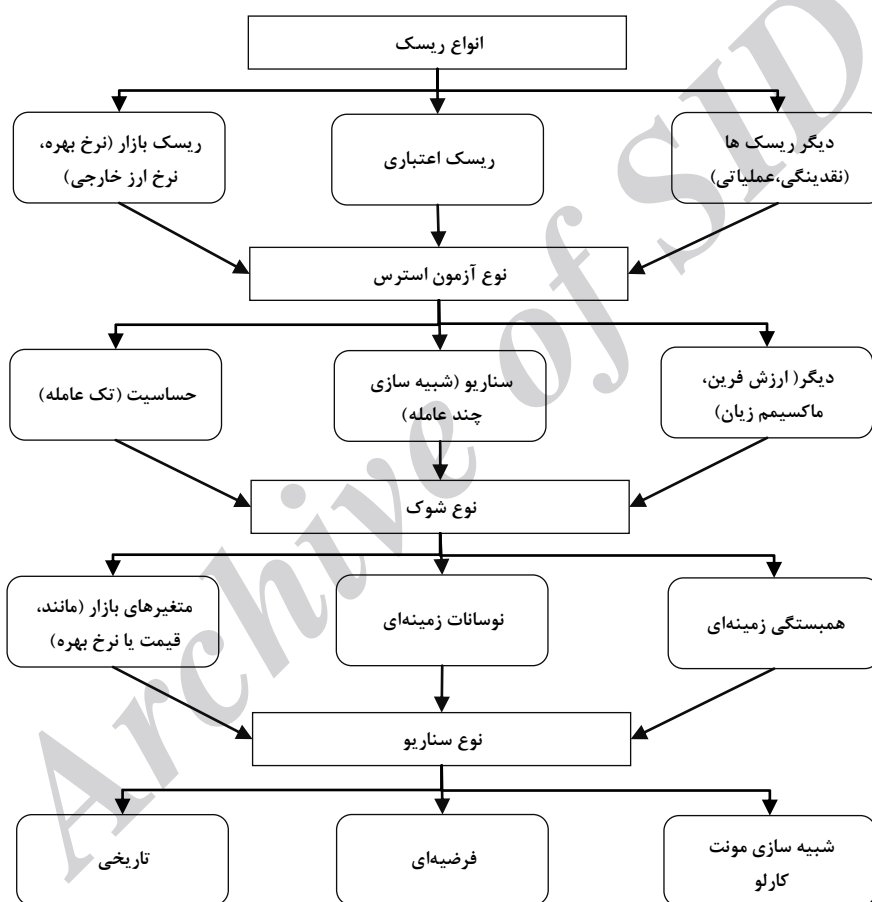 انواع ریسک
دیگر ریسک ها
(نقدینگی،عملیاتی)
ریسک اعتباری
ریسک بازار (نرخ بهره،
نرخ ارز خارجی)
نوع آزمون استرس
دیگر( ارزش فرین،
ماکسیمم زیان)
سناریو (شبیه سازی
چند عامله)
حساسیت (تک عامله)
نوع شوک
همبستگی زمینه‌ای
نوسانات زمینه‌ای
متغیرهای بازار (مانند،
قیمت یا نرخ بهره)
نوع سناریو
شبیه سازی مونت
کارلو
فرضیه‌ای
تاریخی
Archive of SID